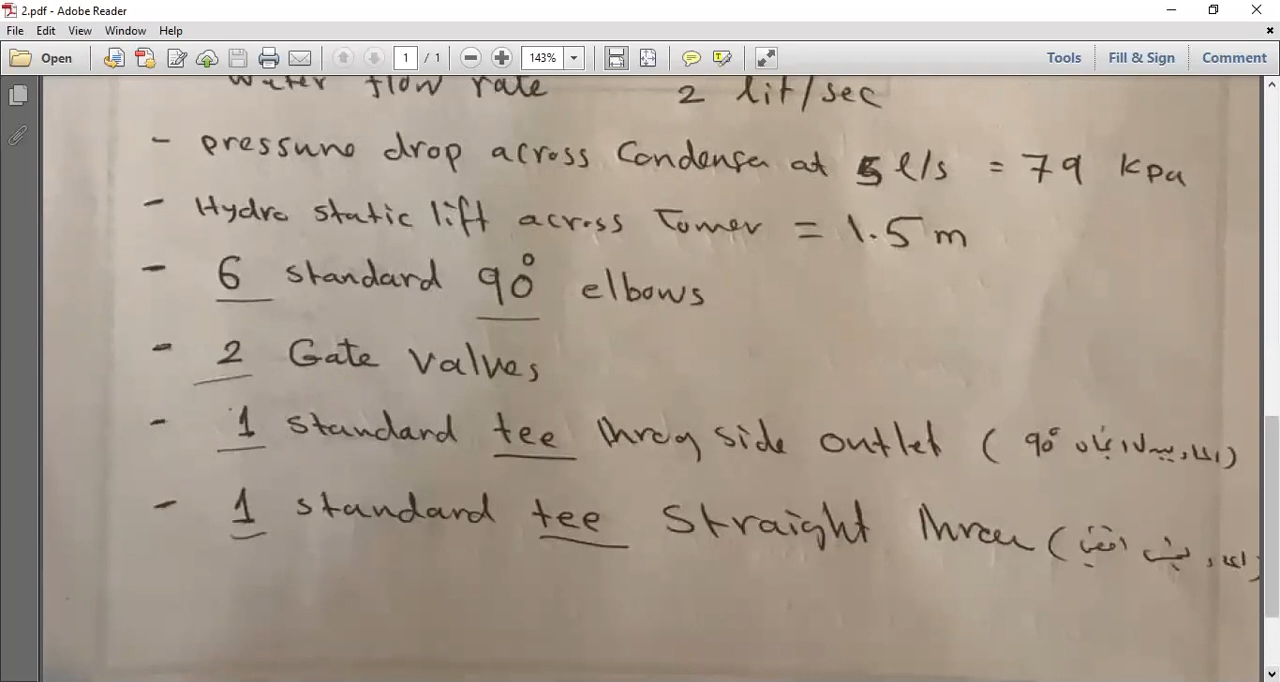 2.pdf - Adobe Reader
File Edit View Window Help
Open 1 / 1 143% Tools Fill & Sign Comment
water flow rate 2 lit/sec
- pressure drop across Condenser at 5 l/s = 79 kpa
- Hydro static lift across Tower = 1.5 m
- 6 standard 90° elbows
- 2 Gate valves
- 1 standard tee throu side outlet ( 90° )
- 1 standard tee straight throu (